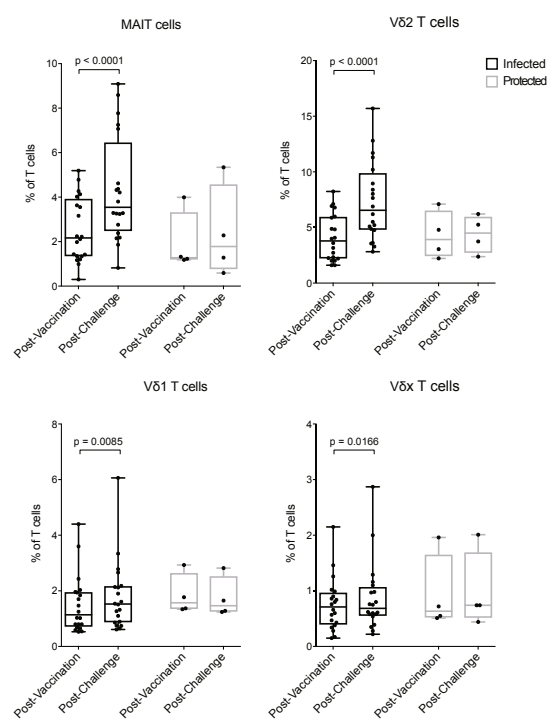 MAIT cells
p < 0.0001
% of T cells
10
8
6
4
2
0
Post-Vaccination
Post-Challenge
Post-Vaccination
Post-Challenge
Vδ2 T cells
p < 0.0001
% of T cells
20
15
10
5
0
Post-Vaccination
Post-Challenge
Post-Vaccination
Post-Challenge
Infected
Protected
Vδ1 T cells
p = 0.0085
% of T cells
8
6
4
2
0
Post-Vaccination
Post-Challenge
Post-Vaccination
Post-Challenge
Vδx T cells
p = 0.0166
% of T cells
4
3
2
1
0
Post-Vaccination
Post-Challenge
Post-Vaccination
Post-Challenge